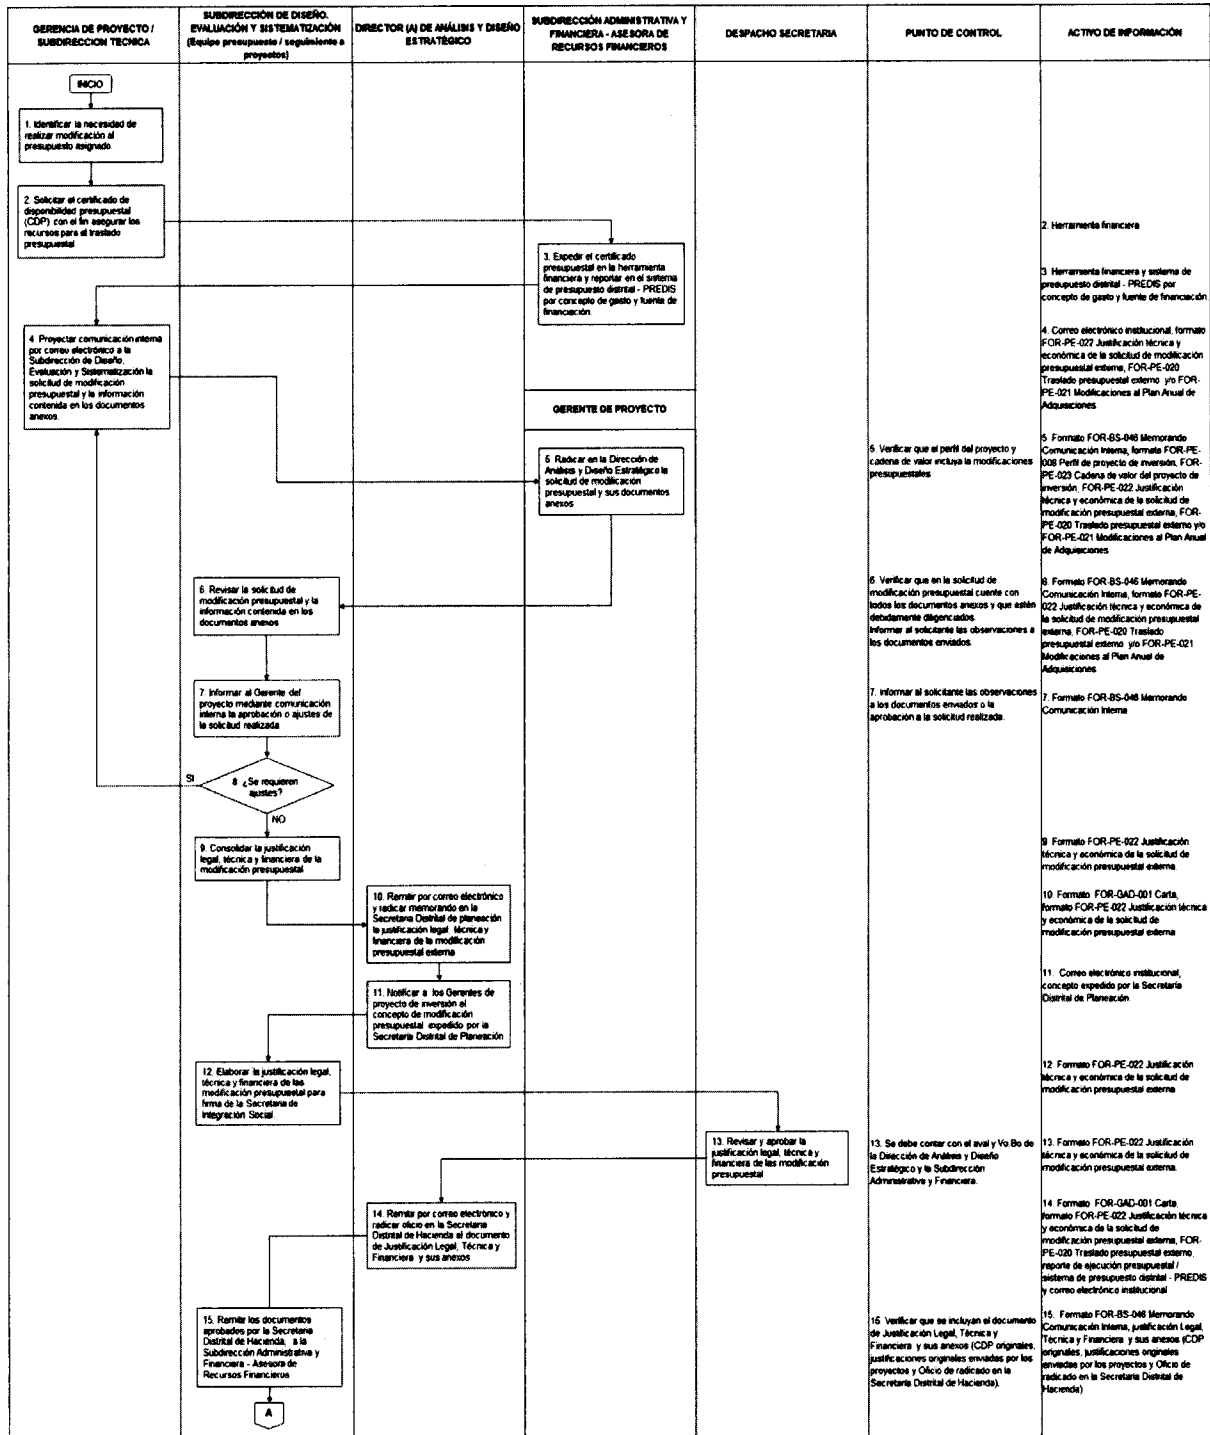 GERENCIA DE PROYECTO /
SUBDIRECCION TECNICA
SUBDIRECCIÓN DE DISEÑO.
EVALUACIÓN Y SISTEMATIZACIÓN
(Equipo presupuesto / seguimiento a
proyectos)
DIRECTOR (A) DE ANÁLISIS Y DISEÑO
ESTRATÉGICO
SUBDIRECCIÓN ADMINISTRATIVA Y
FINANCIERA - ASESORA DE
RECURSOS FINANCIEROS
DESPACHO SECRETARIA
PUNTO DE CONTROL
ACTIVO DE INFORMACIÓN
INICIO
1. Identificar la necesidad de
realizar modificación al
presupuesto asignado.
2. Solicitar el certificado de
disponibilidad presupuestal
(CDP) con el fin asegurar los
recursos para el traslado
presupuestal
2. Herramienta financiera
3. Expedir el certificado
presupuestal en la herramienta
financiera y reportar en el sistema
de presupuesto distrital - PREDIS
por concepto de gasto y fuente de
financiación.
3. Herramienta financiera y sistema de
presupuesto distrital - PREDIS por
concepto de gasto y fuente de financiación.
4. Proyectar comunicación interna
por correo electrónico a la
Subdirección de Diseño,
Evaluación y Sistematización la
solicitud de modificación
presupuestal y la información
contenida en los documentos
anexos.
4. Correo electrónico institucional, formato
FOR-PE-022 Justificación técnica y
económica de la solicitud de modificación
presupuestal externa, FOR-PE-020
Traslado presupuestal externo y/o FOR-
PE-021 Modificaciones al Plan Anual de
Adquisiciones
GERENTE DE PROYECTO
5. Radicar en la Dirección de
Análisis y Diseño Estratégico la
solicitud de modificación
presupuestal y sus documentos
anexos
5. Verificar que el perfil del proyecto y
cadena de valor incluya la modificaciones
presupuestales
5. Formato FOR-BS-046 Memorando
Comunicación Interna, formato FOR-PE-
008 Perfil de proyecto de inversión, FOR-
PE-023 Cadena de valor del proyecto de
inversión, FOR-PE-022 Justificación
técnica y económica de la solicitud de
modificación presupuestal externa, FOR-
PE-020 Traslado presupuestal externo y/o
FOR-PE-021 Modificaciones al Plan Anual
de Adquisiciones
6. Revisar la solicitud de
modificación presupuestal y la
información contenida en los
documentos anexos
6. Verificar que en la solicitud de
modificación presupuestal cuente con
todos los documentos anexos y que estén
debidamente diligenciados.
Informar al solicitante las observaciones a
los documentos enviados.
6. Formato FOR-BS-046 Memorando
Comunicación Interna, formato FOR-PE-
022 Justificación técnica y económica de
la solicitud de modificación presupuestal
externa, FOR-PE-020 Traslado
presupuestal externo y/o FOR-PE-021
Modificaciones al Plan Anual de
Adquisiciones
7. Informar al Gerente del
proyecto mediante comunicación
interna la aprobación o ajustes de
la solicitud realizada
7. Informar al solicitante las observaciones
a los documentos enviados o la
aprobación a la solicitud realizada.
7. Formato FOR-BS-046 Memorando
Comunicación Interna
SI
8 ¿Se requieren
ajustes?
NO
9. Consolidar la justificación
legal, técnica y financiera de la
modificación presupuestal
9. Formato FOR-PE-022 Justificación
técnica y económica de la solicitud de
modificación presupuestal externa.
10. Remitir por correo electrónico
y radicar memorando en la
Secretaria Distrital de planeación
la justificación legal, técnica y
financiera de la modificación
presupuestal externa
10. Formato FOR-GAD-001 Carta,
formato FOR-PE-022 Justificación técnica
y económica de la solicitud de
modificación presupuestal externa
11. Notificar a los Gerentes de
proyecto de inversión el
concepto de modificación
presupuestal expedido por la
Secretaría Distrital de Planeación
11. Correo electrónico institucional,
concepto expedido por la Secretaría
Distrital de Planeación.
12. Elaborar la justificación legal,
técnica y financiera de las
modificación presupuestal para
firma de la Secretaria de
Integración Social.
12. Formato FOR-PE-022 Justificación
técnica y económica de la solicitud de
modificación presupuestal externa
13. Revisar y aprobar la
justificación legal, técnica y
financiera de las modificación
presupuestal
13. Se debe contar con el aval y Vo.Bo de
la Dirección de Análisis y Diseño
Estratégico y la Subdirección
Administrativa y Financiera.
13. Formato FOR-PE-022 Justificación
técnica y económica de la solicitud de
modificación presupuestal externa.
14. Remitir por correo electrónico y
radicar oficio en la Secretaria
Distrital de Hacienda el documento
de Justificación Legal, Técnica y
Financiera y sus anexos
14. Formato FOR-GAD-001 Carta,
formato FOR-PE-022 Justificación técnica
y económica de la solicitud de
modificación presupuestal externa, FOR-
PE-020 Traslado presupuestal externo,
reporte de ejecución presupuestal /
sistema de presupuesto distrital - PREDIS
y correo electrónico institucional
15. Remitir los documentos
aprobados por la Secretaria
Distrital de Hacienda, a la
Subdirección Administrativa y
Financiera - Asesora de
Recursos Financieros
15. Verificar que se incluyan el documento
de Justificación Legal, Técnica y
Financiera y sus anexos (CDP originales,
justificaciones originales enviadas por los
proyectos y Oficio de radicado en la
Secretaría Distrital de Hacienda).
15. Formato FOR-BS-046 Memorando
Comunicación Interna, justificación Legal,
Técnica y Financiera y sus anexos (CDP
originales, justificaciones originales
enviadas por los proyectos y Oficio de
radicado en la Secretaría Distrital de
Hacienda)
A